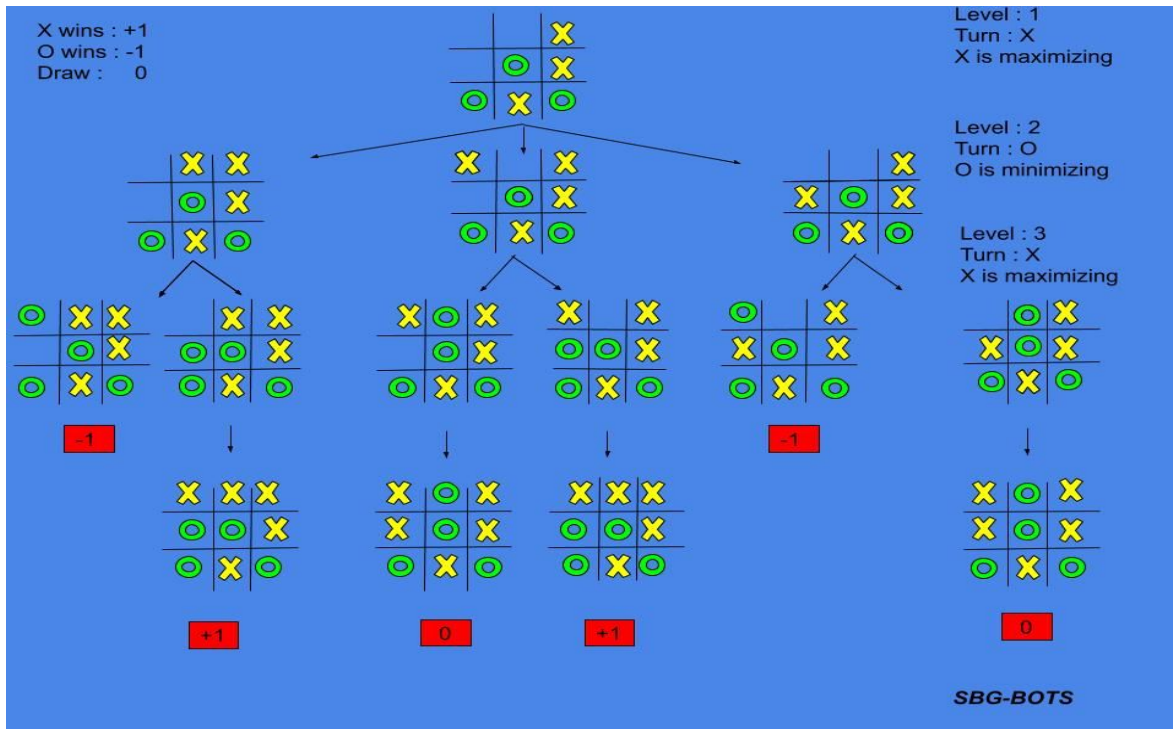 X wins : +1
O wins : -1
Draw : 0
Level : 1
Turn : X
X is maximizing
Level : 2
Turn : O
O is minimizing
Level : 3
Turn : X
X is maximizing
-1
-1
+1
0
+1
0
SBG-BOTS